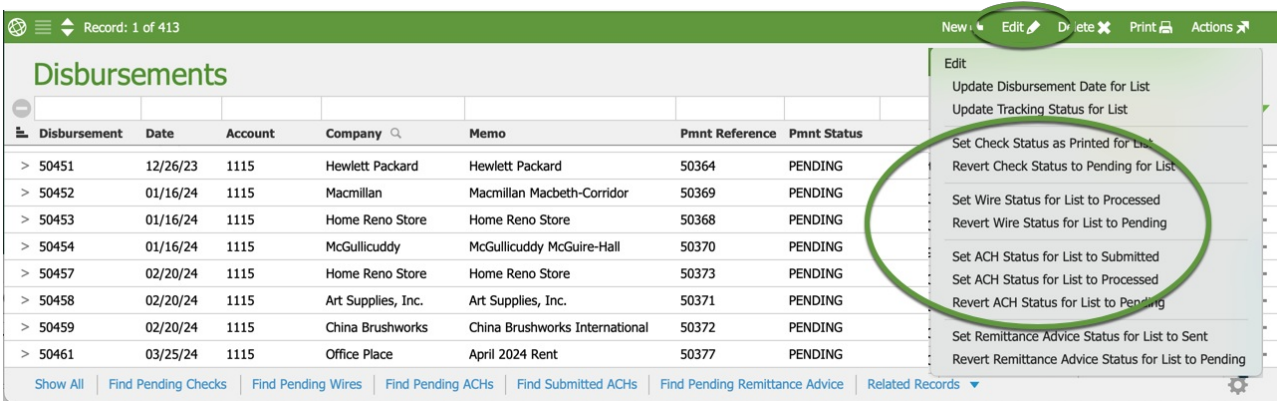 Record: 1 of 413 New Edit Delete Print Actions
Disbursements
Edit
Update Disbursement Date for List
Update Tracking Status for List
Set Check Status as Printed for List
Revert Check Status to Pending for List
Set Wire Status for List to Processed
Revert Wire Status for List to Pending
Set ACH Status for List to Submitted
Set ACH Status for List to Processed
Revert ACH Status for List to Pending
Set Remittance Advice Status for List to Sent
Revert Remittance Advice Status for List to Pending
Disbursement Date Account Company Memo Pmnt Reference Pmnt Status
> 50451 12/26/23 1115 Hewlett Packard Hewlett Packard 50364 PENDING
> 50452 01/16/24 1115 Macmillan Macmillan Macbeth-Corridor 50369 PENDING
> 50453 01/16/24 1115 Home Reno Store Home Reno Store 50368 PENDING
> 50454 01/16/24 1115 McGullicuddy McGullicuddy McGuire-Hall 50370 PENDING
> 50457 02/20/24 1115 Home Reno Store Home Reno Store 50373 PENDING
> 50458 02/20/24 1115 Art Supplies, Inc. Art Supplies, Inc. 50371 PENDING
> 50459 02/20/24 1115 China Brushworks China Brushworks International 50372 PENDING
> 50461 03/25/24 1115 Office Place April 2024 Rent 50377 PENDING
Show All | Find Pending Checks | Find Pending Wires | Find Pending ACHs | Find Submitted ACHs | Find Pending Remittance Advice | Related Records